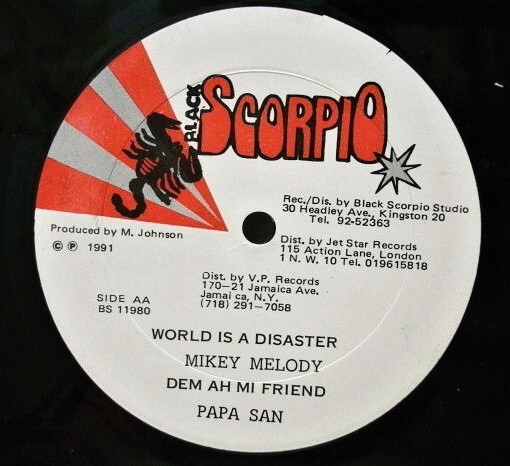 BLACK
SCORPIO
Rec./Dis. by Black Scorpio Studio
30 Headley Ave., Kingston 20
Tel. 92-52363
Produced by M. Johnson
© ℗ 1991
Dist. by Jet Star Records
115 Action Lane, London
1 N. W. 10 Tel. 019615818
Dist. by V.P. Records
170-21 Jamaica Ave.
Jamai ca, N.Y.
(718) 291-7058
SIDE AA
BS 11980
WORLD IS A DISASTER
MIKEY MELODY
DEM AH MI FRIEND
PAPA SAN